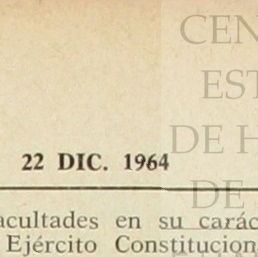 CEN
EST
DE H
DE
22 DIC. 1964
acultades en su carác
Ejército Constitucion